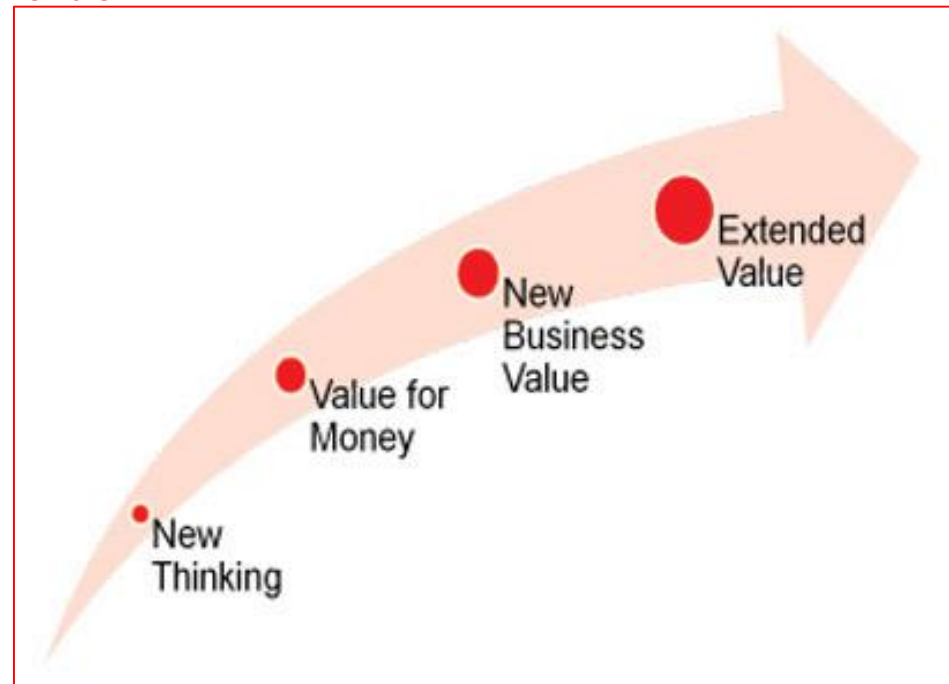 Extended
Value
New
Business
Value
Value for
Money
New
Thinking